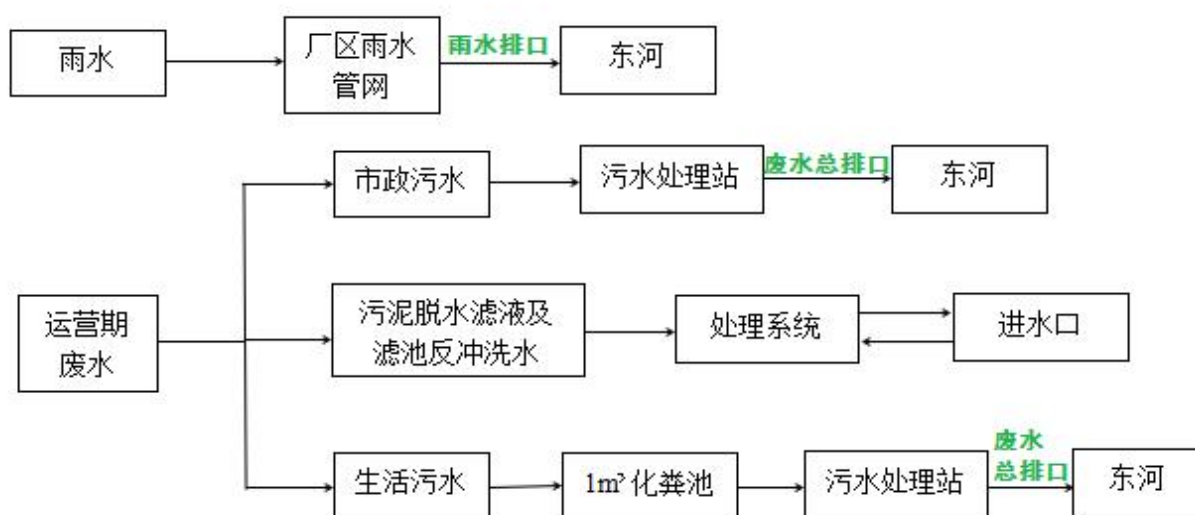 雨水
厂区雨水
管网
雨水排口
东河
市政污水
污水处理站
废水总排口
东河
运营期
废水
污泥脱水滤液及
滤池反冲洗水
处理系统
进水口
生活污水
1m³化粪池
污水处理站
废水
总排口
东河